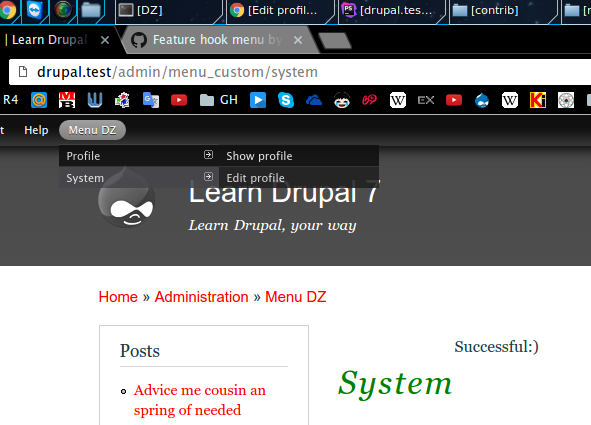 [DZ]
[Edit profil...
[drupal.tes...
[contrib]
| Learn Drupal
Feature hook menu by
drupal.test/admin/menu_custom/system
R4
GH
W
EX
W
Help
Menu DZ
Profile
Show profile
System
Edit profile
Learn Drupal 7
Learn Drupal, your way
Home » Administration » Menu DZ
Posts
Successful:)
System
Advice me cousin an
spring of needed